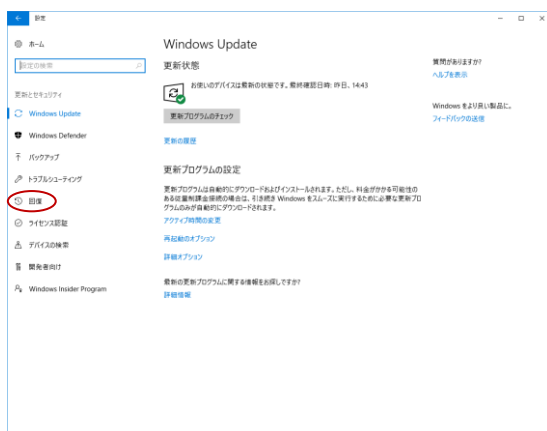 設定
ホーム
設定の検索
更新とセキュリティ
Windows Update
Windows Defender
バックアップ
トラブルシューティング
回復
ライセンス認証
デバイスの検索
開発者向け
Windows Insider Program
Windows Update
更新状態
お使いのデバイスは最新の状態です。最終確認日時: 昨日、14:43
更新プログラムのチェック
更新の履歴
更新プログラムの設定
更新プログラムは自動的にダウンロードおよびインストールされます。ただし、料金がかかる可能性の
ある従量制課金接続の場合は、引き続き Windows をスムーズに実行するために必要な更新プロ
グラムのみが自動的にダウンロードされます。
アクティブ時間の変更
再起動のオプション
詳細オプション
最新の更新プログラムに関する情報をお探しですか?
詳細情報
質問がありますか?
ヘルプを表示
Windows をより良い製品に。
フィードバックの送信